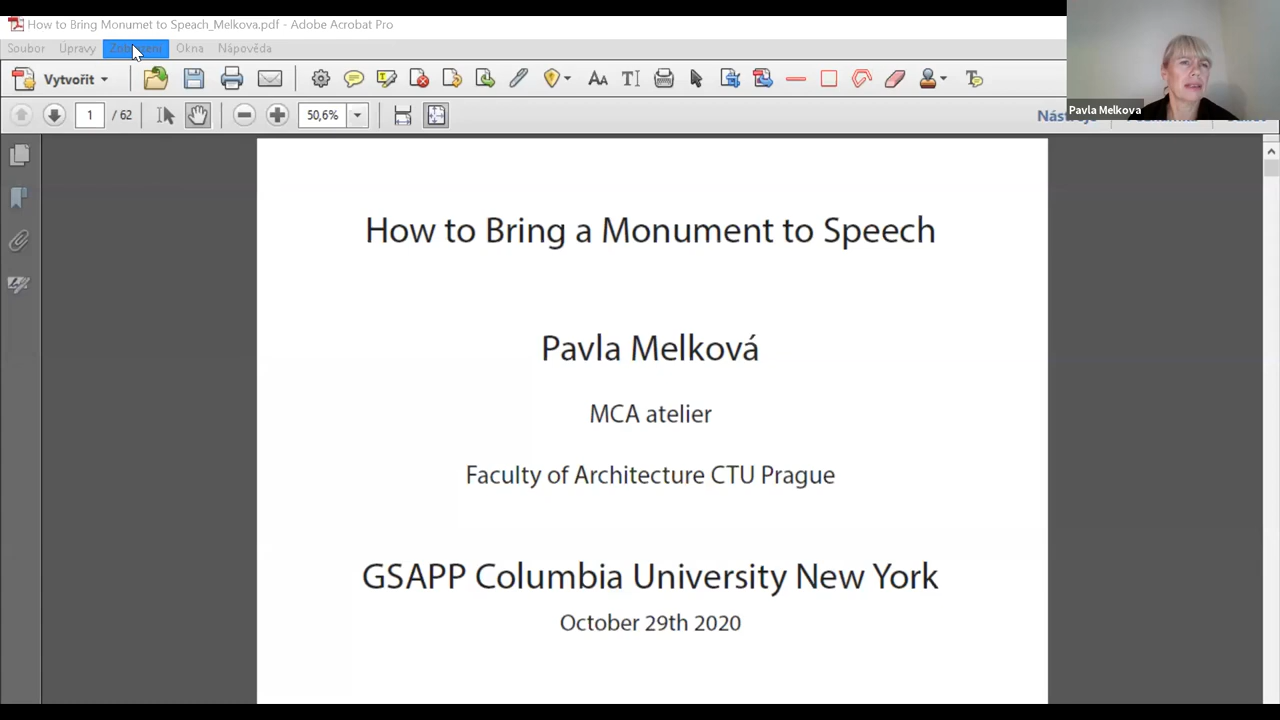 How to Bring Monumet to Speach_Melkova.pdf - Adobe Acrobat Pro
Soubor Úpravy Zobrazení Okna Nápověda
Vytvořit
1 / 62 50,6%
Pavla Melkova
How to Bring a Monument to Speech
Pavla Melková
MCA atelier
Faculty of Architecture CTU Prague
GSAPP Columbia University New York
October 29th 2020